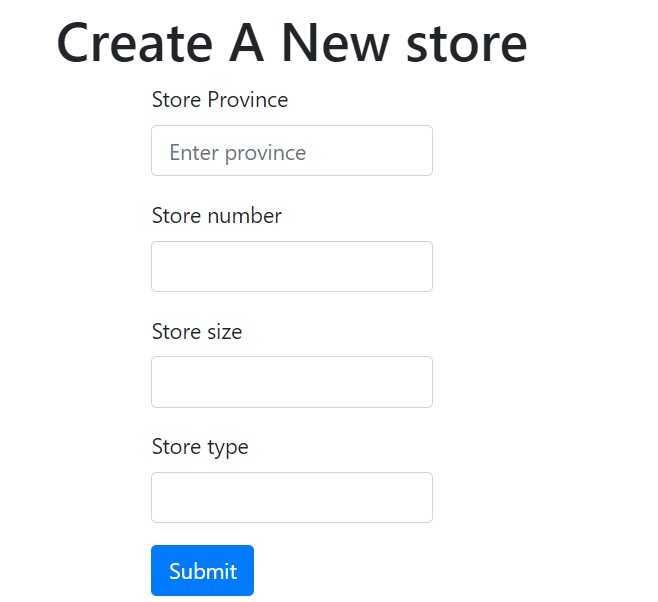 Create A New store
Store Province
Enter province
Store number
Store size
Store type
Submit